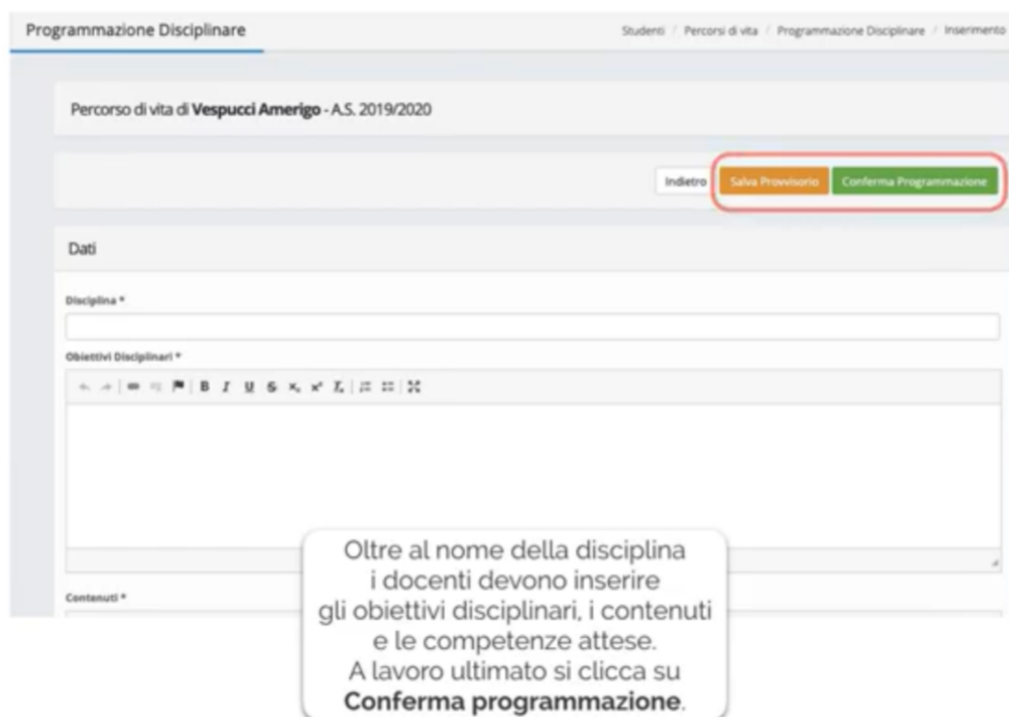 Programmazione Disciplinare
Studenti / Percorsi di vita / Programmazione Disciplinare / Inserimento
Percorso di vita di Vespucci Amerigo - A.S. 2019/2020
Indietro
Salva Provvisorio
Conferma Programmazione
Dati
Disciplina *
Obiettivi Disciplinari *
Contenuti *
Oltre al nome della disciplina
i docenti devono inserire
gli obiettivi disciplinari, i contenuti
e le competenze attese.
A lavoro ultimato si clicca su
Conferma programmazione.